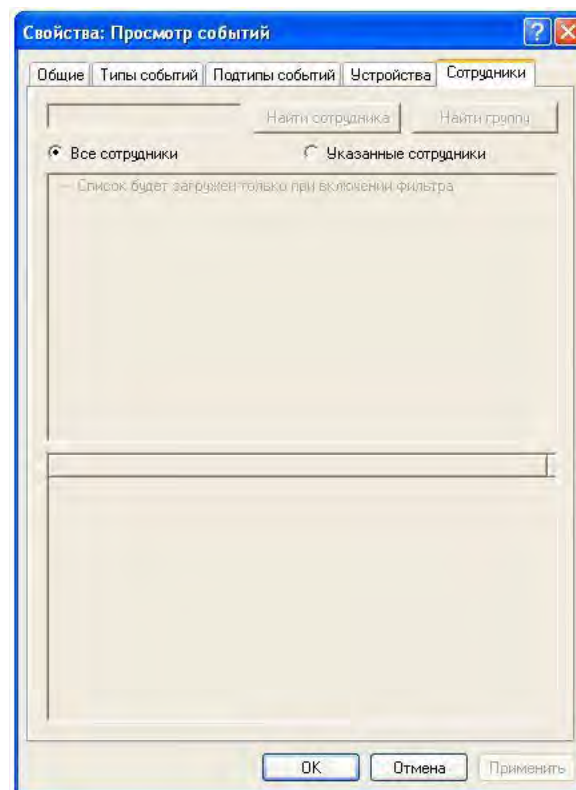 Свойства: Просмотр событий
Общие Типы событий Подтипы событий Устройства Сотрудники
Найти сотрудника Найти группу
Все сотрудники Указанные сотрудники
Список будет загружен только при включении фильтра
OK Отмена Применить